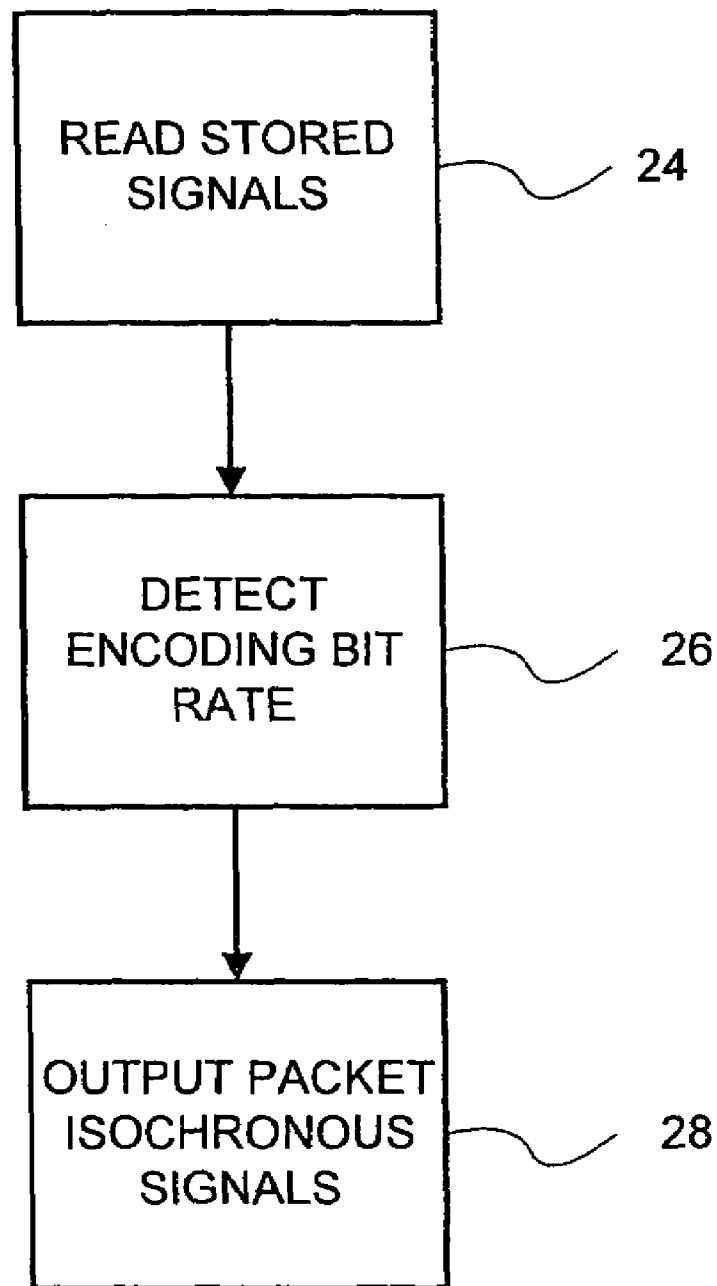 READ STORED
SIGNALS
24
DETECT
ENCODING BIT
RATE
26
OUTPUT PACKET
ISOCHRONOUS
SIGNALS
28